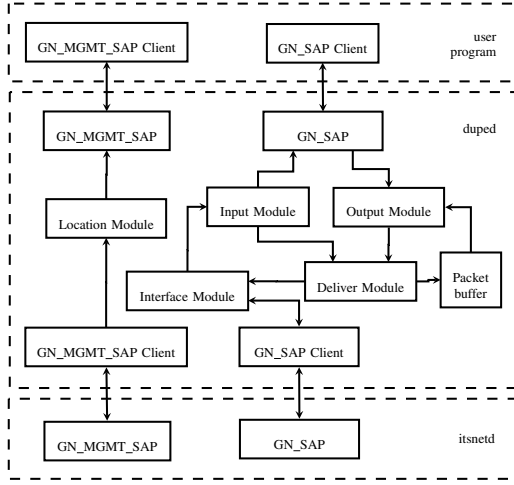 GN_MGMT_SAP Client
GN_SAP Client
user
program
GN_MGMT_SAP
GN_SAP
duped
Location Module
Input Module
Output Module
Interface Module
Deliver Module
Packet
buffer
GN_MGMT_SAP Client
GN_SAP Client
GN_MGMT_SAP
GN_SAP
itsnetd